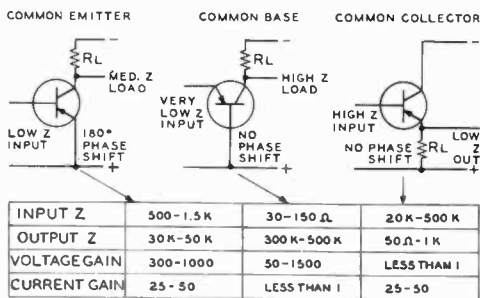 COMMON EMITTER
COMMON BASE
COMMON COLLECTOR
−
−
−
RL
RL
MED. Z
LOAD
HIGH Z
LOAD
LOW Z
INPUT
180°
PHASE
SHIFT
VERY
LOW Z
INPUT
NO
PHASE
SHIFT
HIGH Z
INPUT
NO PHASE
SHIFT
RL
LOW
Z
OUT
+
+
+
INPUT Z 500-1.5K 30-150 Ω 20K-500K
OUTPUT Z 30K-50K 300K-500K 50Ω-1K
VOLTAGE GAIN 300-1000 50-1500 LESS THAN 1
CURRENT GAIN 25-50 LESS THAN 1 25-50